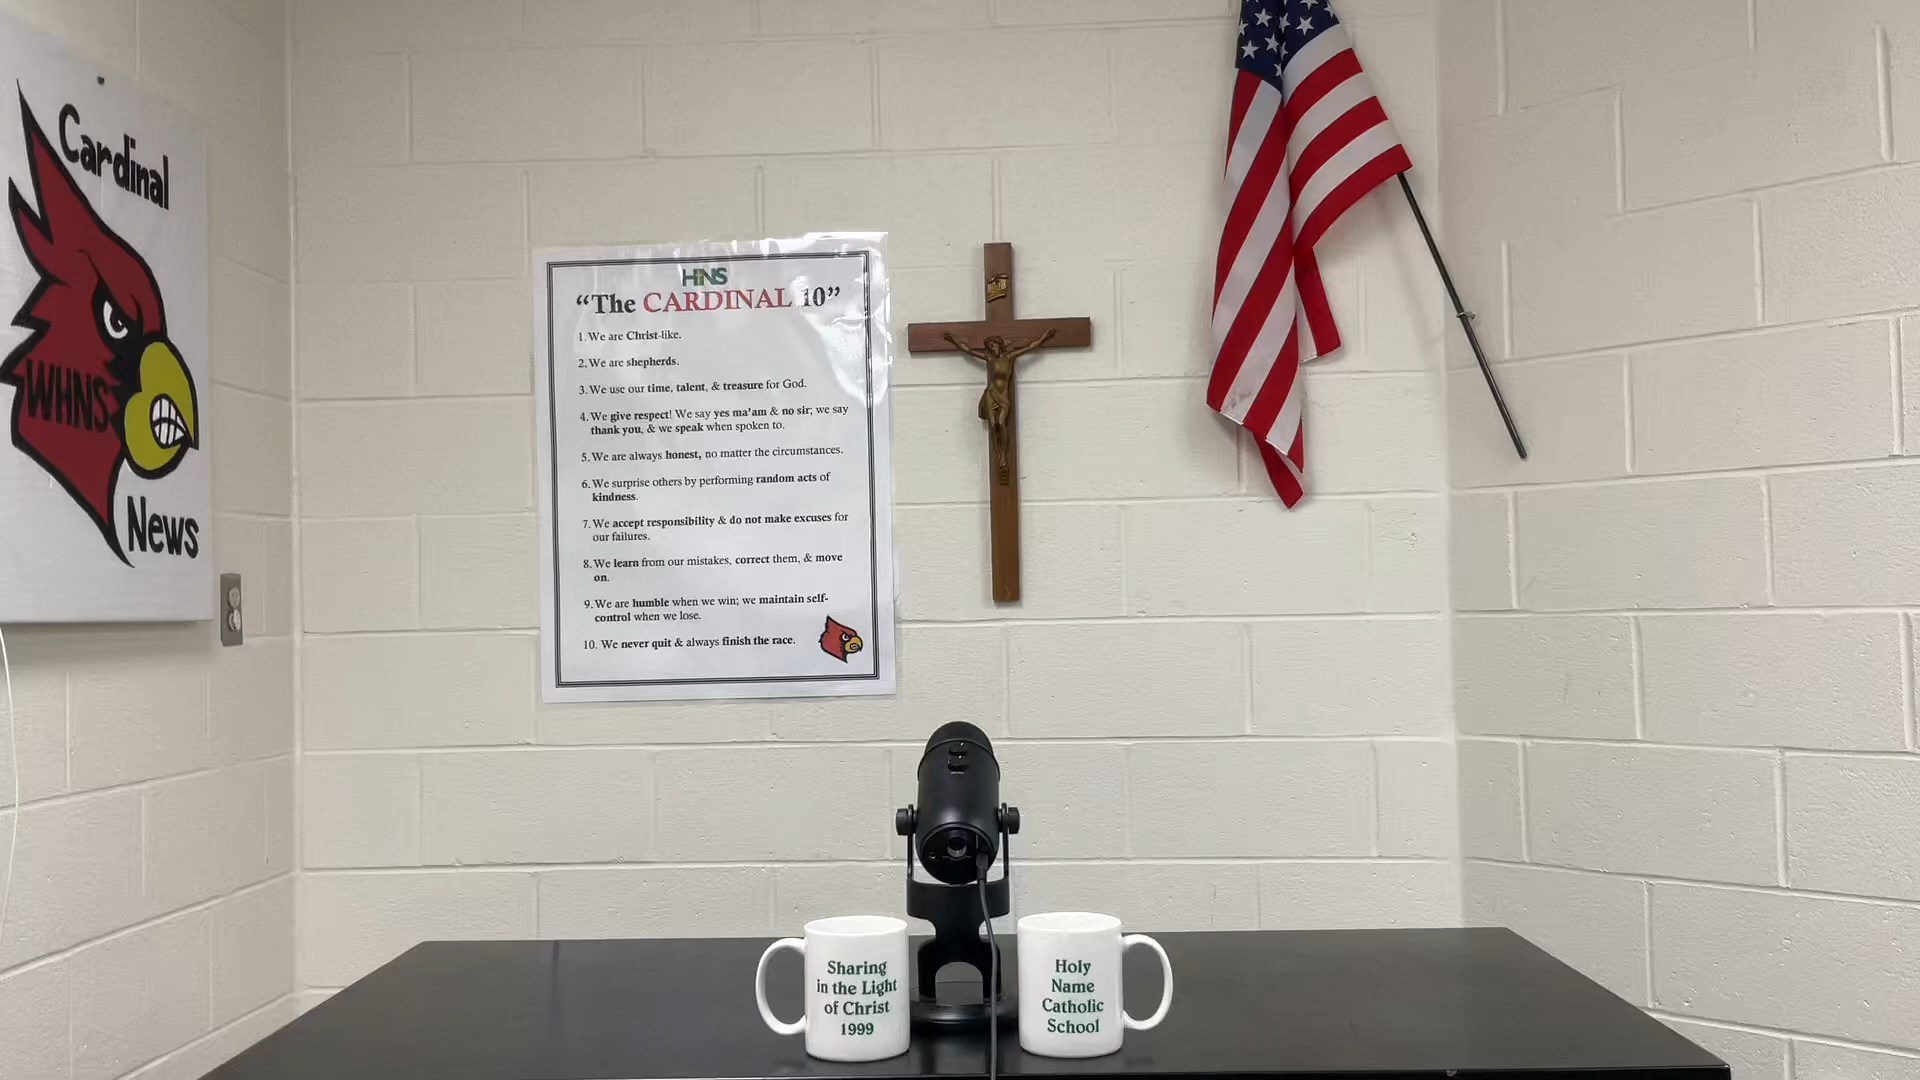 Cardinal
WHNS
News
HNS
“The CARDINAL 10”
1. We are Christ-like.
2. We are shepherds.
3. We use our time, talent, & treasure for God.
4. We give respect! We say yes ma'am & no sir; we say
thank you, & we speak when spoken to.
5. We are always honest, no matter the circumstances.
6. We surprise others by performing random acts of
kindness.
7. We accept responsibility & do not make excuses for
our failures.
8. We learn from our mistakes, correct them, & move
on.
9. We are humble when we win; we maintain self-
control when we lose.
10. We never quit & always finish the race.
Sharing
in the Light
of Christ
1999
Holy
Name
Catholic
School